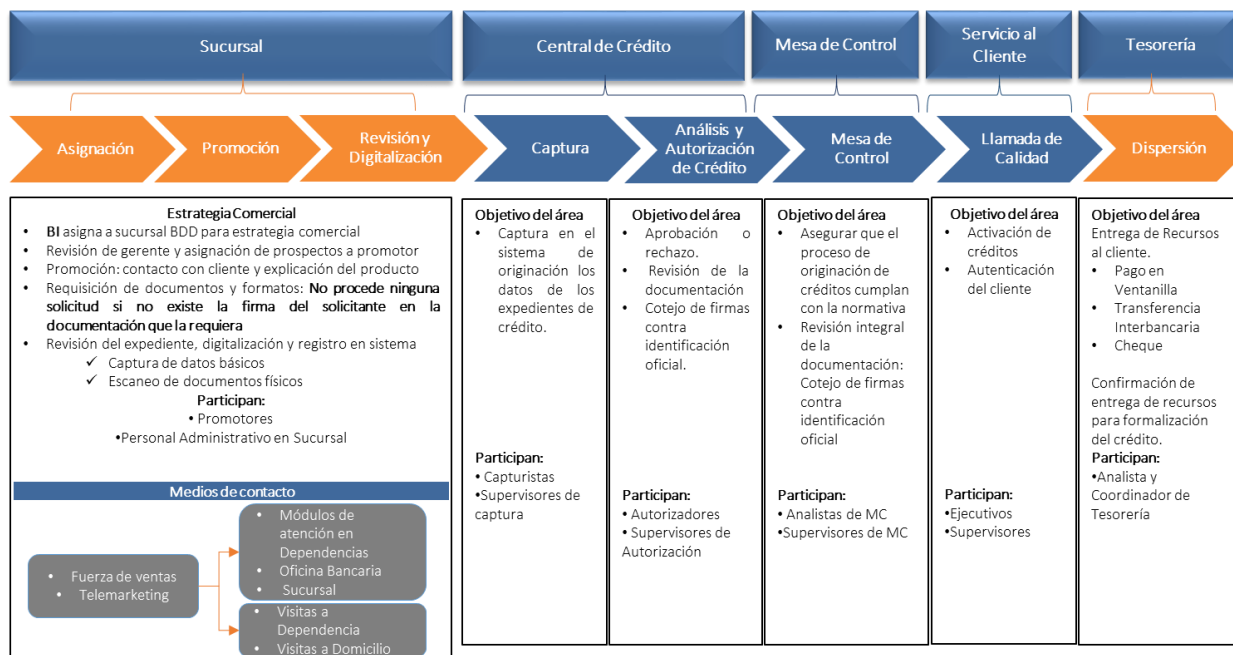 Sucursal
Central de Crédito
Mesa de Control
Servicio al
Cliente
Tesorería
Asignación
Promoción
Revisión y
Digitalización
Captura
Análisis y
Autorización
de Crédito
Mesa de
Control
Llamada de
Calidad
Dispersión
Estrategia Comercial
• BI asigna a sucursal BDD para estrategia comercial
• Revisión de gerente y asignación de prospectos a promotor
• Promoción: contacto con cliente y explicación del producto
• Requisición de documentos y formatos: No procede ninguna
solicitud si no existe la firma del solicitante en la
documentación que la requiera
• Revisión del expediente, digitalización y registro en sistema
✓ Captura de datos básicos
✓ Escaneo de documentos físicos
Participan:
• Promotores
•Personal Administrativo en Sucursal
Medios de contacto
• Fuerza de ventas
• Telemarketing
• Módulos de
atención en
Dependencias
• Oficina Bancaria
• Sucursal
• Visitas a
Dependencia
• Visitas a Domicilio
Objetivo del área
• Captura en el
sistema de
originación los
datos de los
expedientes de
crédito.
Participan:
• Capturistas
•Supervisores de
captura
Objetivo del área
• Aprobación o
rechazo.
• Revisión de la
documentación
• Cotejo de firmas
contra
identificación
oficial.
Participan:
• Autorizadores
• Supervisores de
Autorización
Objetivo del área
• Asegurar que el
proceso de
originación de
créditos cumplan
con la normativa
• Revisión integral
de la
documentación:
Cotejo de firmas
contra
identificación
oficial
Participan:
• Analistas de MC
•Supervisores de MC
Objetivo del área
• Activación de
créditos
• Autenticación
del cliente
Participan:
•Ejecutivos
•Supervisores
Objetivo del área
Entrega de Recursos
al cliente.
• Pago en
Ventanilla
• Transferencia
Interbancaria
• Cheque
Confirmación de
entrega de recursos
para formalización
del crédito.
Participan:
•Analista y
Coordinador de
Tesorería